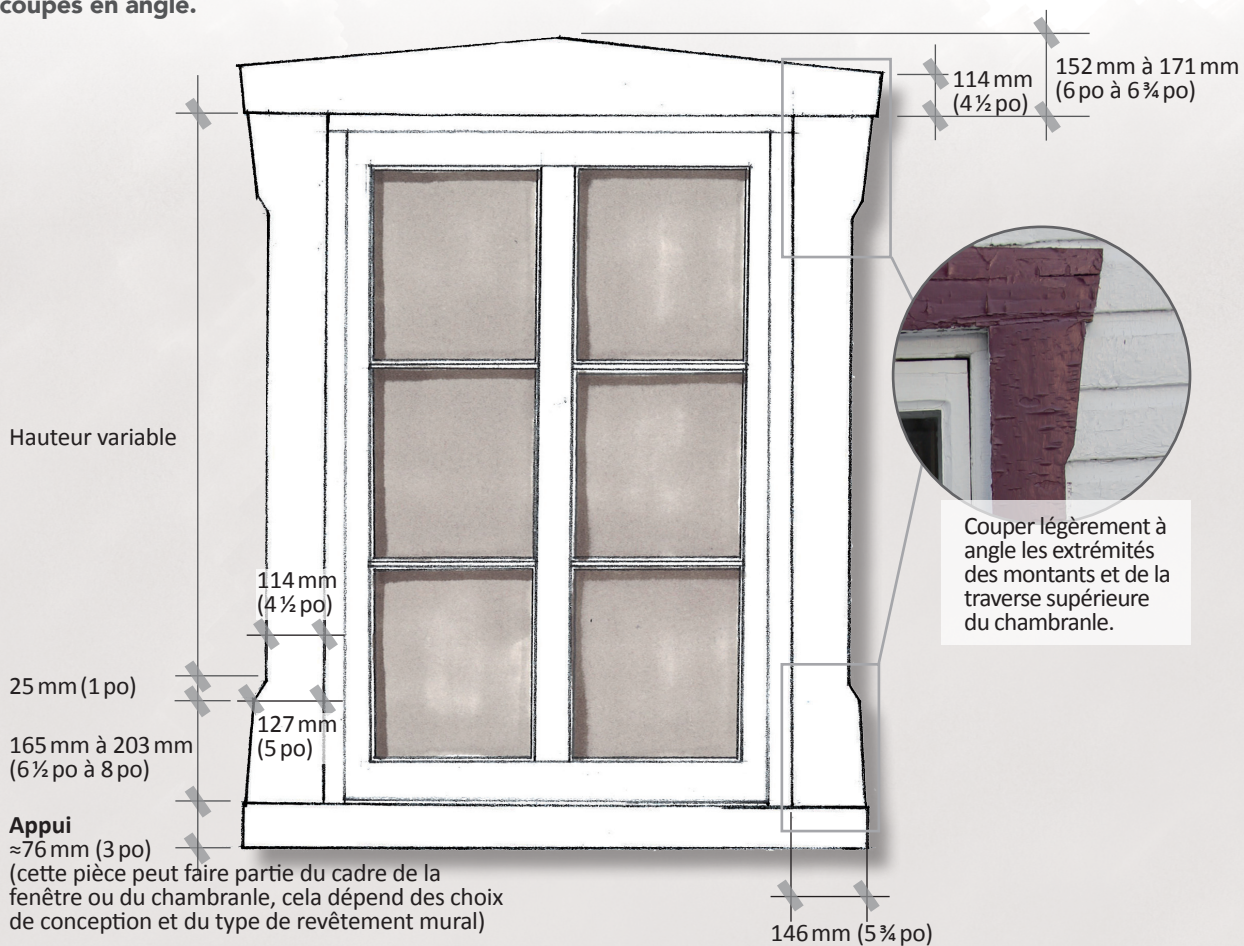 coupés en angle.
114 mm
(4 ½ po)
152 mm à 171 mm
(6 po à 6 ¾ po)
Hauteur variable
Couper légèrement à
angle les extrémités
des montants et de la
traverse supérieure
du chambranle.
114 mm
(4 ½ po)
25 mm (1 po)
127 mm
(5 po)
165 mm à 203 mm
(6 ½ po à 8 po)
Appui
≈76 mm (3 po)
(cette pièce peut faire partie du cadre de la
fenêtre ou du chambranle, cela dépend des choix
de conception et du type de revêtement mural)
146 mm (5 ¾ po)